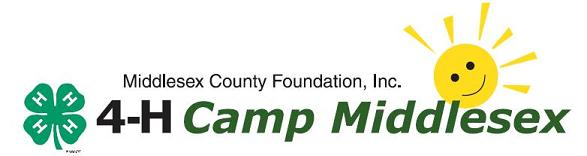 Middlesex County Foundation, Inc.
H H H H
4-H Camp Middlesex